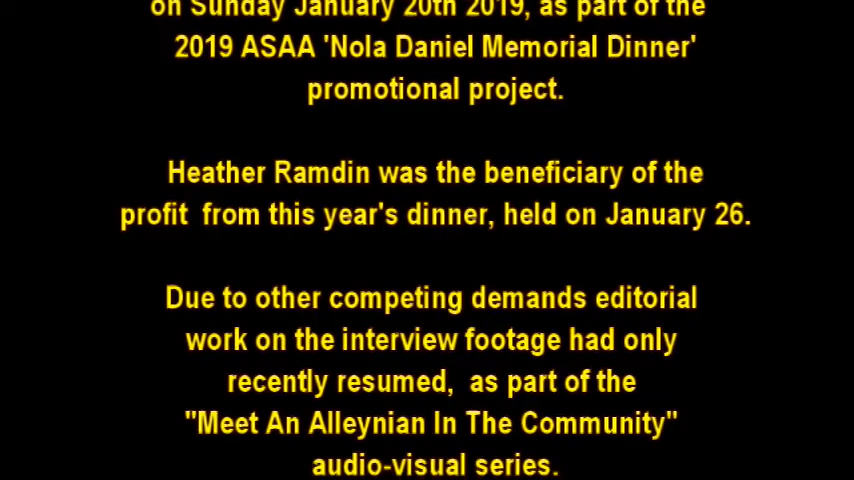 on Sunday January 20th 2019, as part of the
2019 ASAA 'Nola Daniel Memorial Dinner'
promotional project.
Heather Ramdin was the beneficiary of the
profit from this year's dinner, held on January 26.
Due to other competing demands editorial
work on the interview footage had only
recently resumed, as part of the
"Meet An Alleynian In The Community"
audio-visual series.